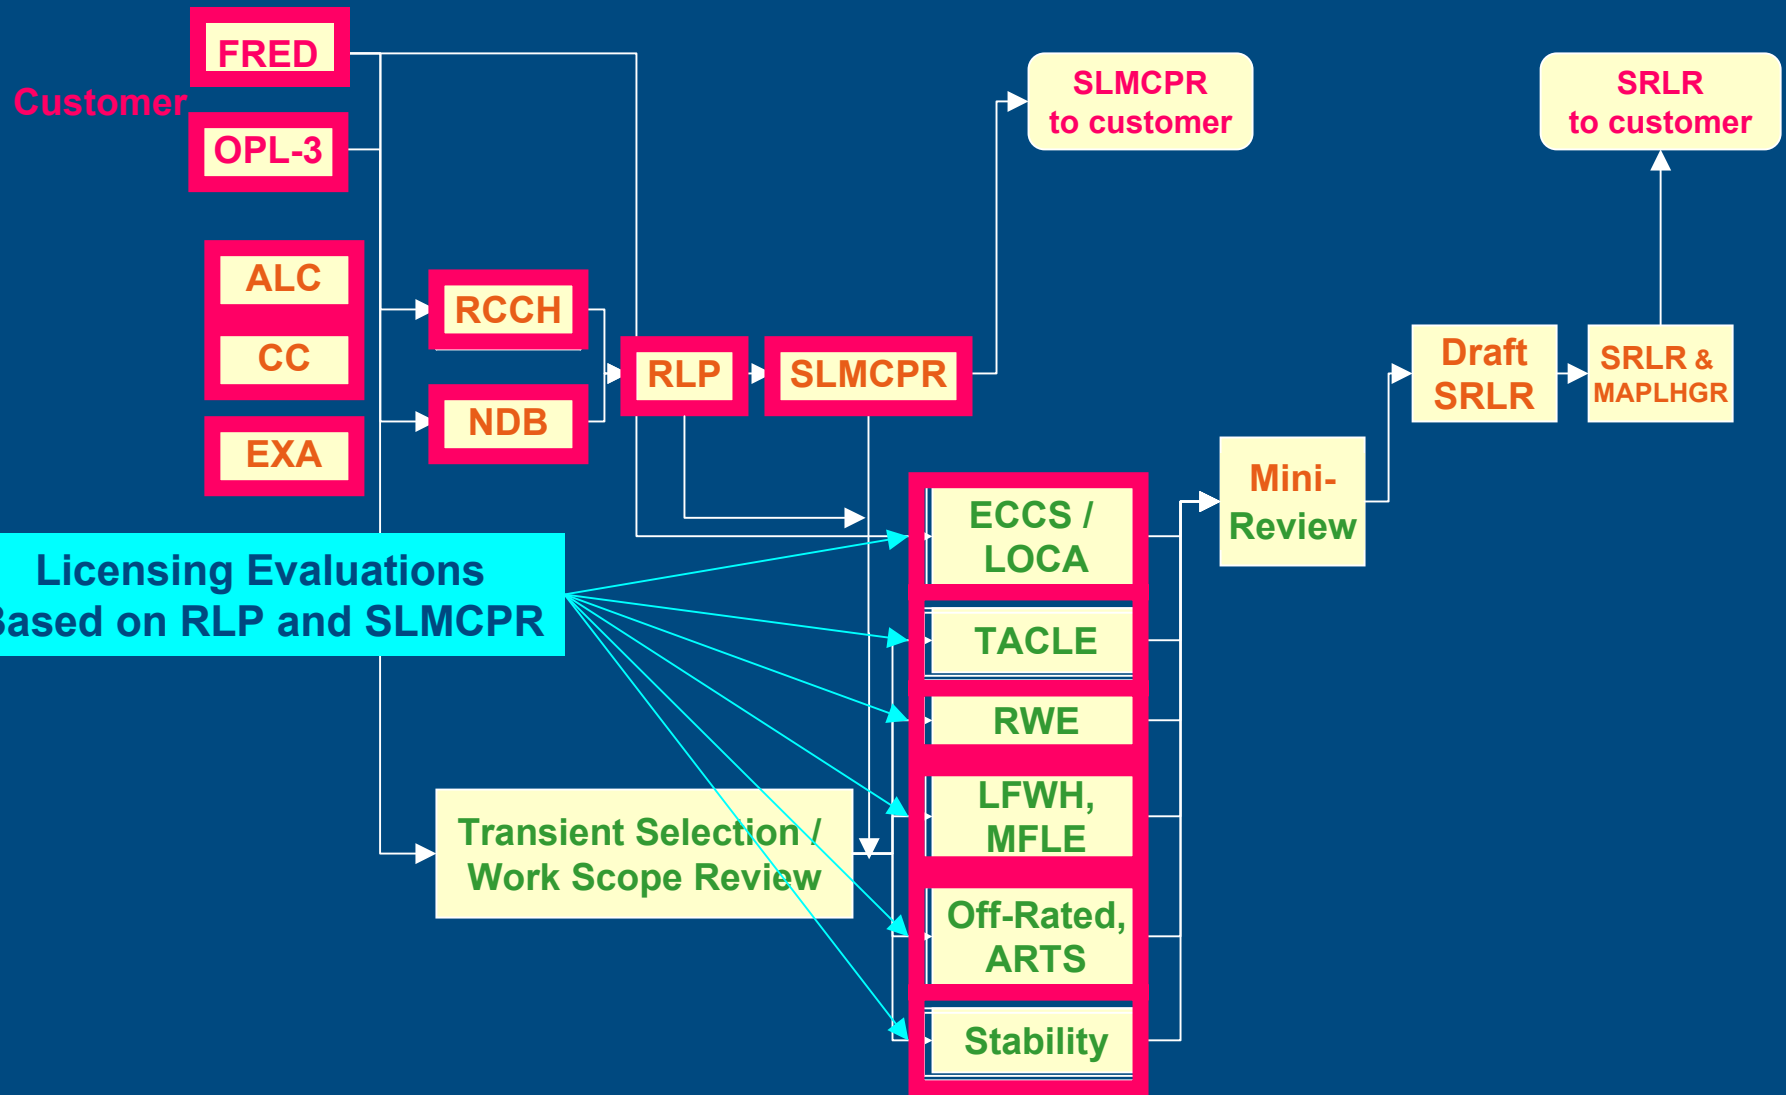 FRED
Customer
OPL-3
SLMCPR
to customer
SRLR
to customer
ALC
CC
EXA
RCCH
NDB
RLP
SLMCPR
Draft
SRLR
SRLR &
MAPLHGR
Mini-
Review
Licensing Evaluations
Based on RLP and SLMCPR
ECCS /
LOCA
TACLE
RWE
LFWH,
MFLE
Off-Rated,
ARTS
Stability
Transient Selection /
Work Scope Review